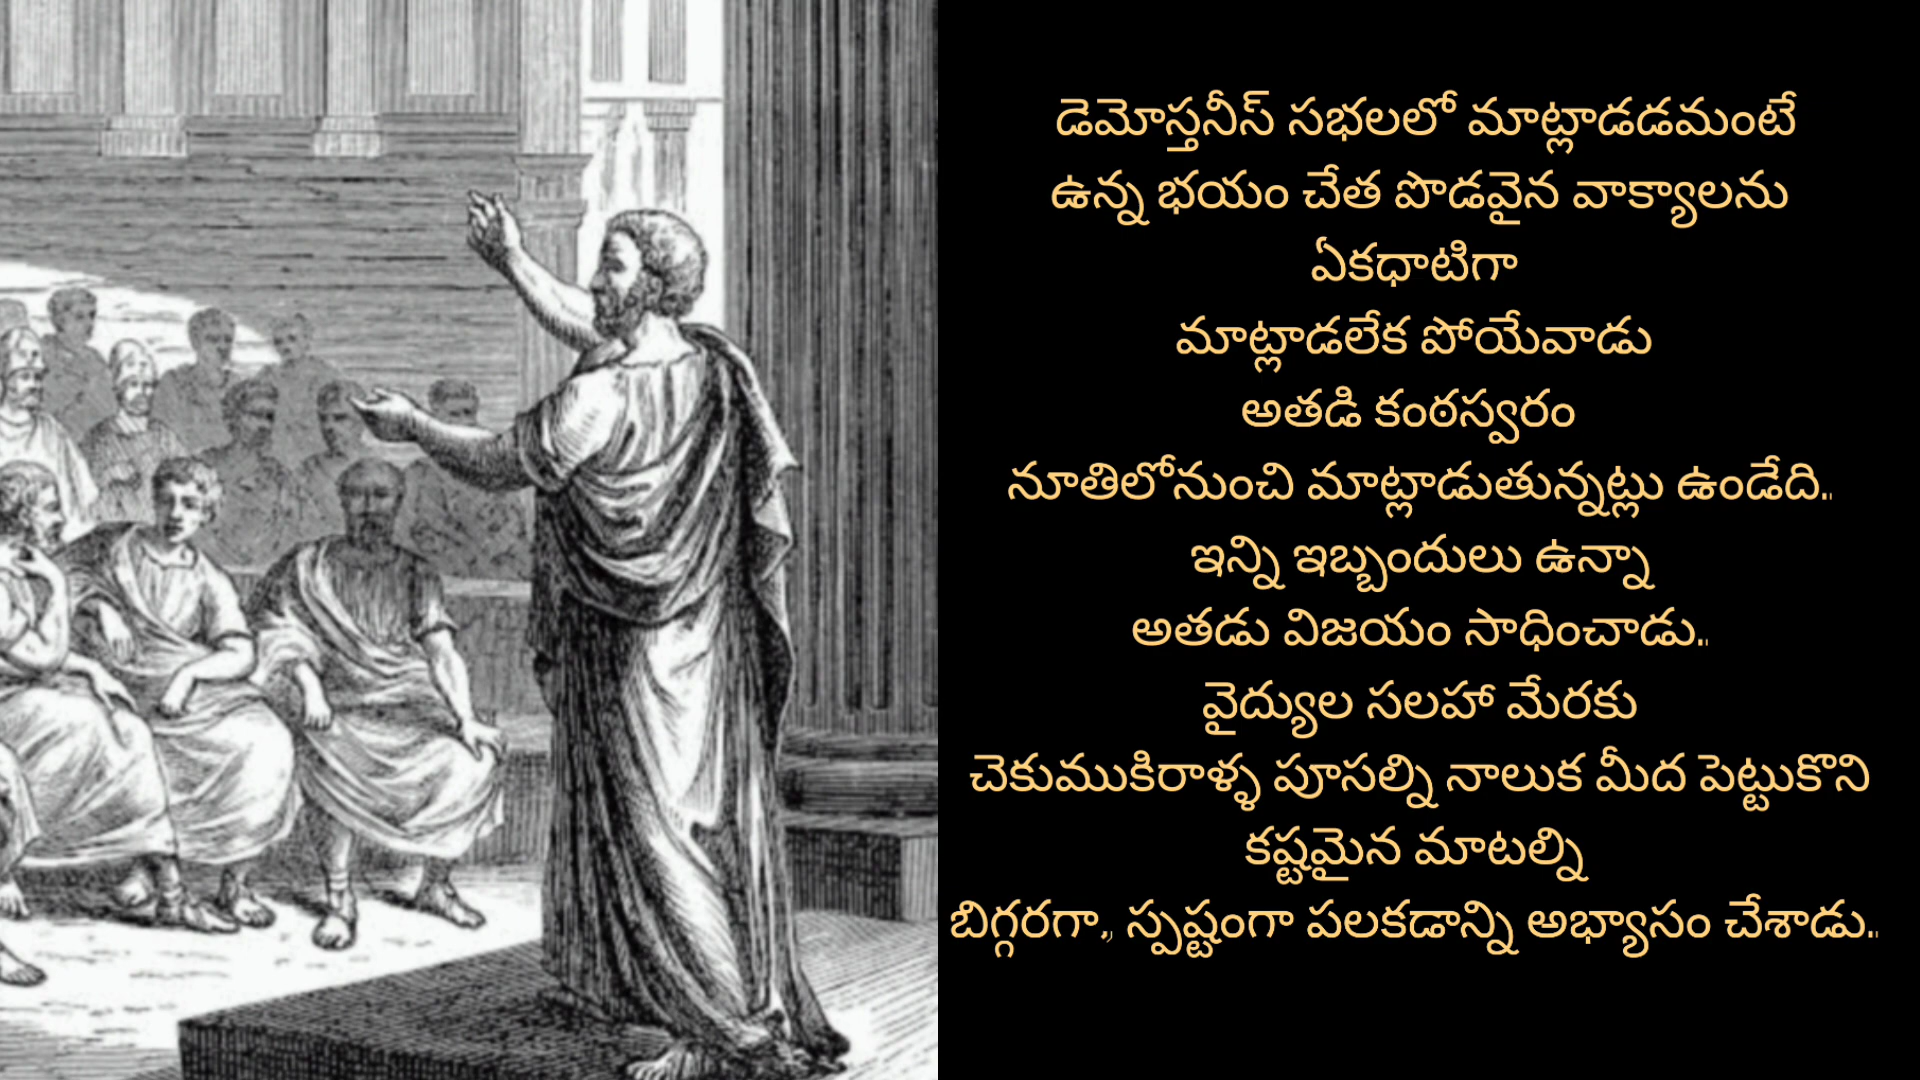 డెమోస్తనీస్ సభలలో మాట్లాడడమంటే
ఉన్న భయం చేత పొడవైన వాక్యాలను
ఏకధాటిగా
మాట్లాడలేక పోయేవాడు
అతడి కంఠస్వరం
నూతిలోనుంచి మాట్లాడుతున్నట్లు ఉండేది..
ఇన్ని ఇబ్బందులు ఉన్నా
అతడు విజయం సాధించాడు..
వైద్యుల సలహా మేరకు
చెకుముకిరాళ్ళ పూసల్ని నాలుక మీద పెట్టుకొని
కష్టమైన మాటల్ని
బిగ్గరగా., స్పష్టంగా పలకడాన్ని అభ్యాసం చేశాడు..